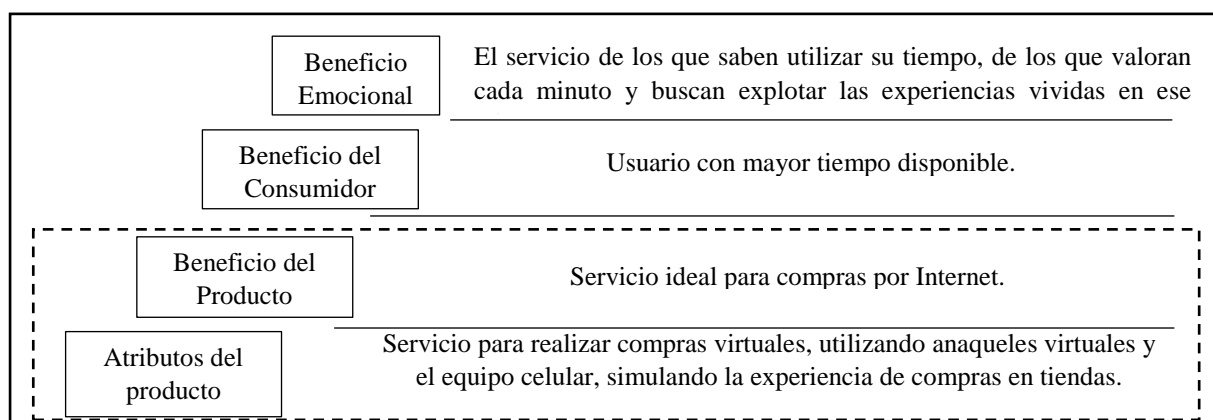 Beneficio
Emocional
El servicio de los que saben utilizar su tiempo, de los que valoran
cada minuto y buscan explotar las experiencias vividas en ese
Beneficio del
Consumidor
Usuario con mayor tiempo disponible.
Beneficio del
Producto
Servicio ideal para compras por Internet.
Atributos del
producto
Servicio para realizar compras virtuales, utilizando anaqueles virtuales y
el equipo celular, simulando la experiencia de compras en tiendas.